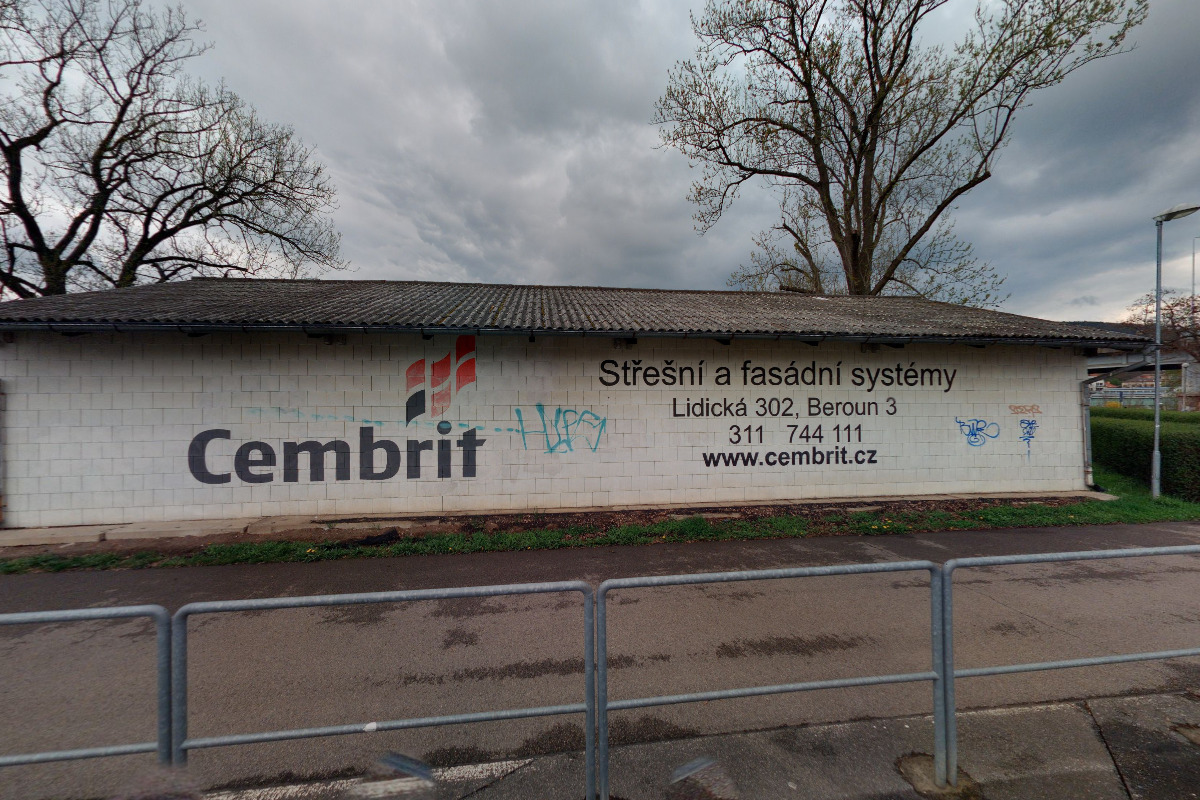 Cembrit
Střešní a fasádní systémy
Lidická 302, Beroun 3
311 744 111
www.cembrit.cz